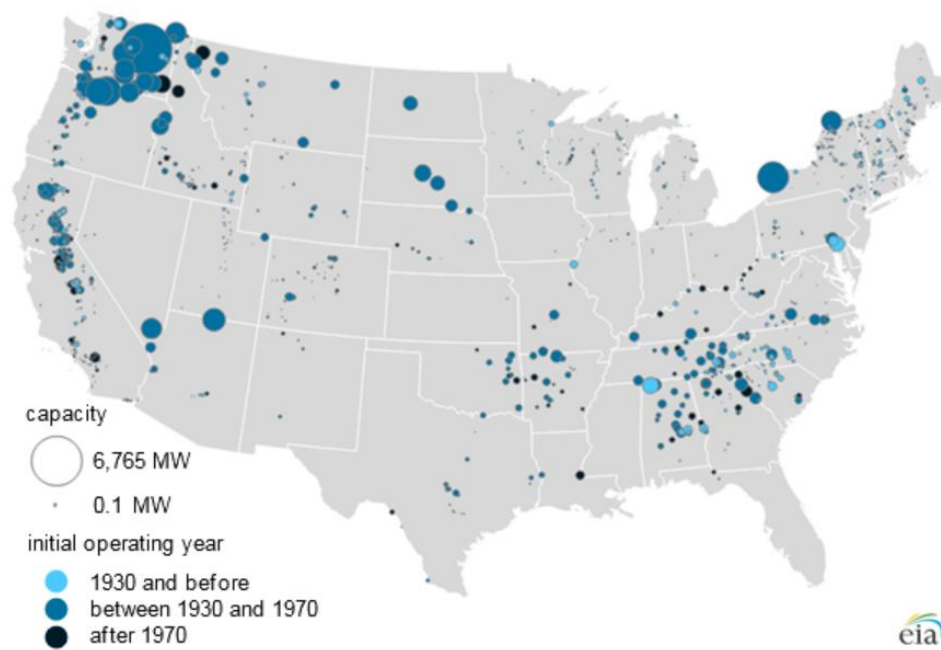 capacity
6,765 MW
0.1 MW
initial operating year
1930 and before
between 1930 and 1970
after 1970
eia